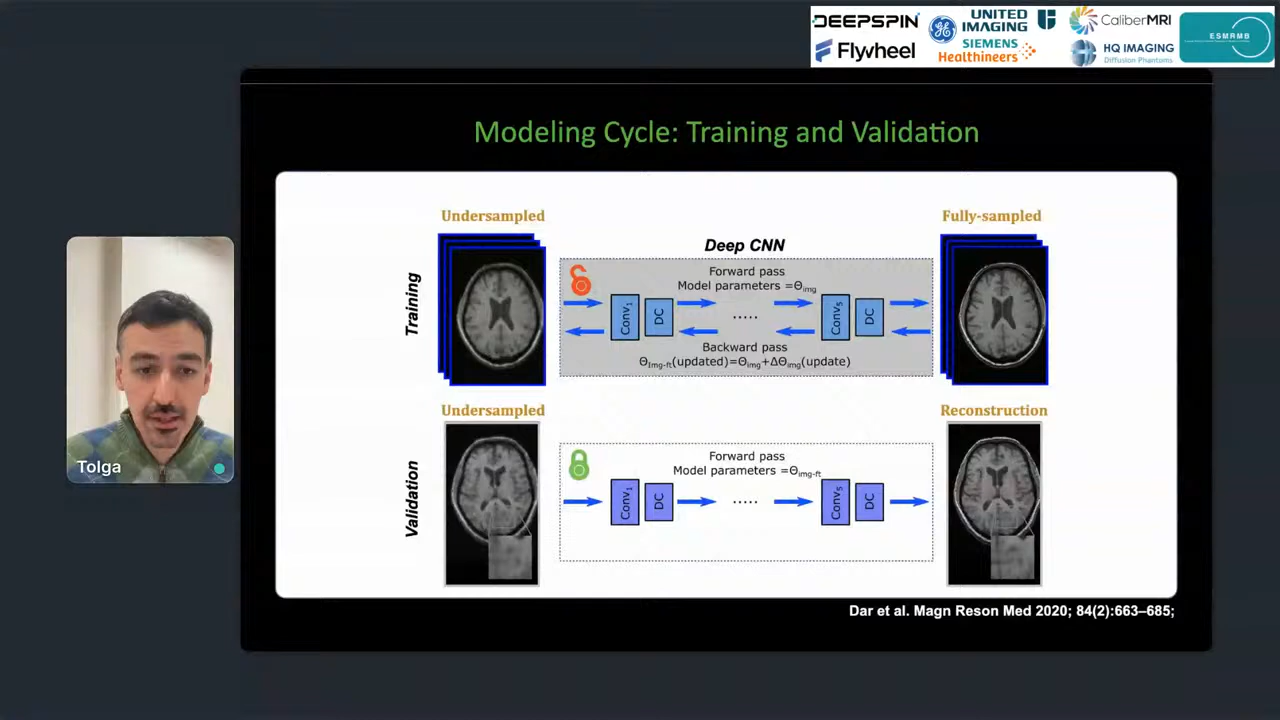 DEEPSPIN
UNITED
IMAGING
CaliberMRI
ESMRMB
Flywheel
SIEMENS
Healthineers
HQ IMAGING
Diffusion Phantoms
Modeling Cycle: Training and Validation
Undersampled
Fully-sampled
Deep CNN
Training
Forward pass
Model parameters =Θimg
Conv1
DC
.....
Conv5
DC
Backward pass
ΘImg-ft(updated)=Θimg+ΔΘimg(update)
Undersampled
Reconstruction
Validation
Forward pass
Model parameters =Θimg-ft
Conv1
DC
.....
Conv5
DC
Tolga
Dar et al. Magn Reson Med 2020; 84(2):663–685;